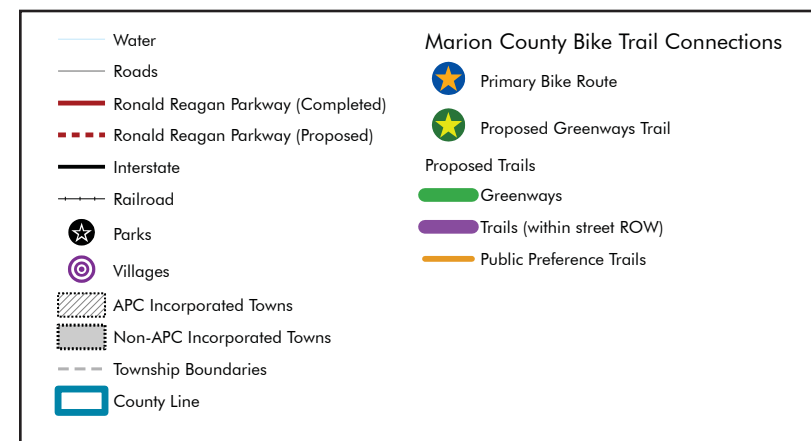 Water
Roads
Ronald Reagan Parkway (Completed)
Ronald Reagan Parkway (Proposed)
Interstate
Railroad
Parks
Villages
APC Incorporated Towns
Non-APC Incorporated Towns
Township Boundaries
County Line
Marion County Bike Trail Connections
Primary Bike Route
Proposed Greenways Trail
Proposed Trails
Greenways
Trails (within street ROW)
Public Preference Trails